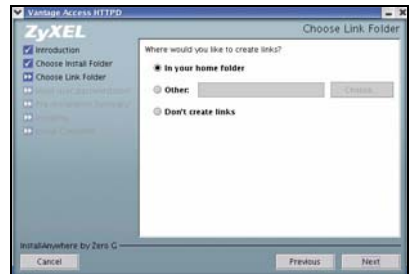 Vantage Access HTTPD
ZyXEL
Choose Link Folder
Introduction
Choose Install Folder
Choose Link Folder
Where would you like to create links?
In your home folder
Other:
Choose...
Don't create links
InstallAnywhere by Zero G
Cancel
Previous
Next